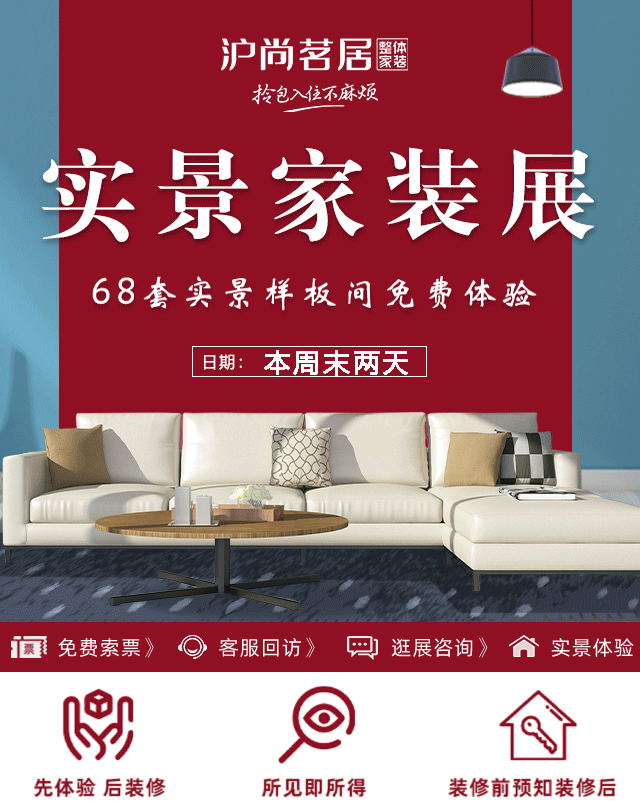 沪尚茗居 整体家装
拎包入住不麻烦
实景家装展
68套实景样板间免费体验
日期： 本周末两天
票 免费索票》 客服回访》 逛展咨询》 实景体验
先体验 后装修 所见即所得 装修前预知装修后